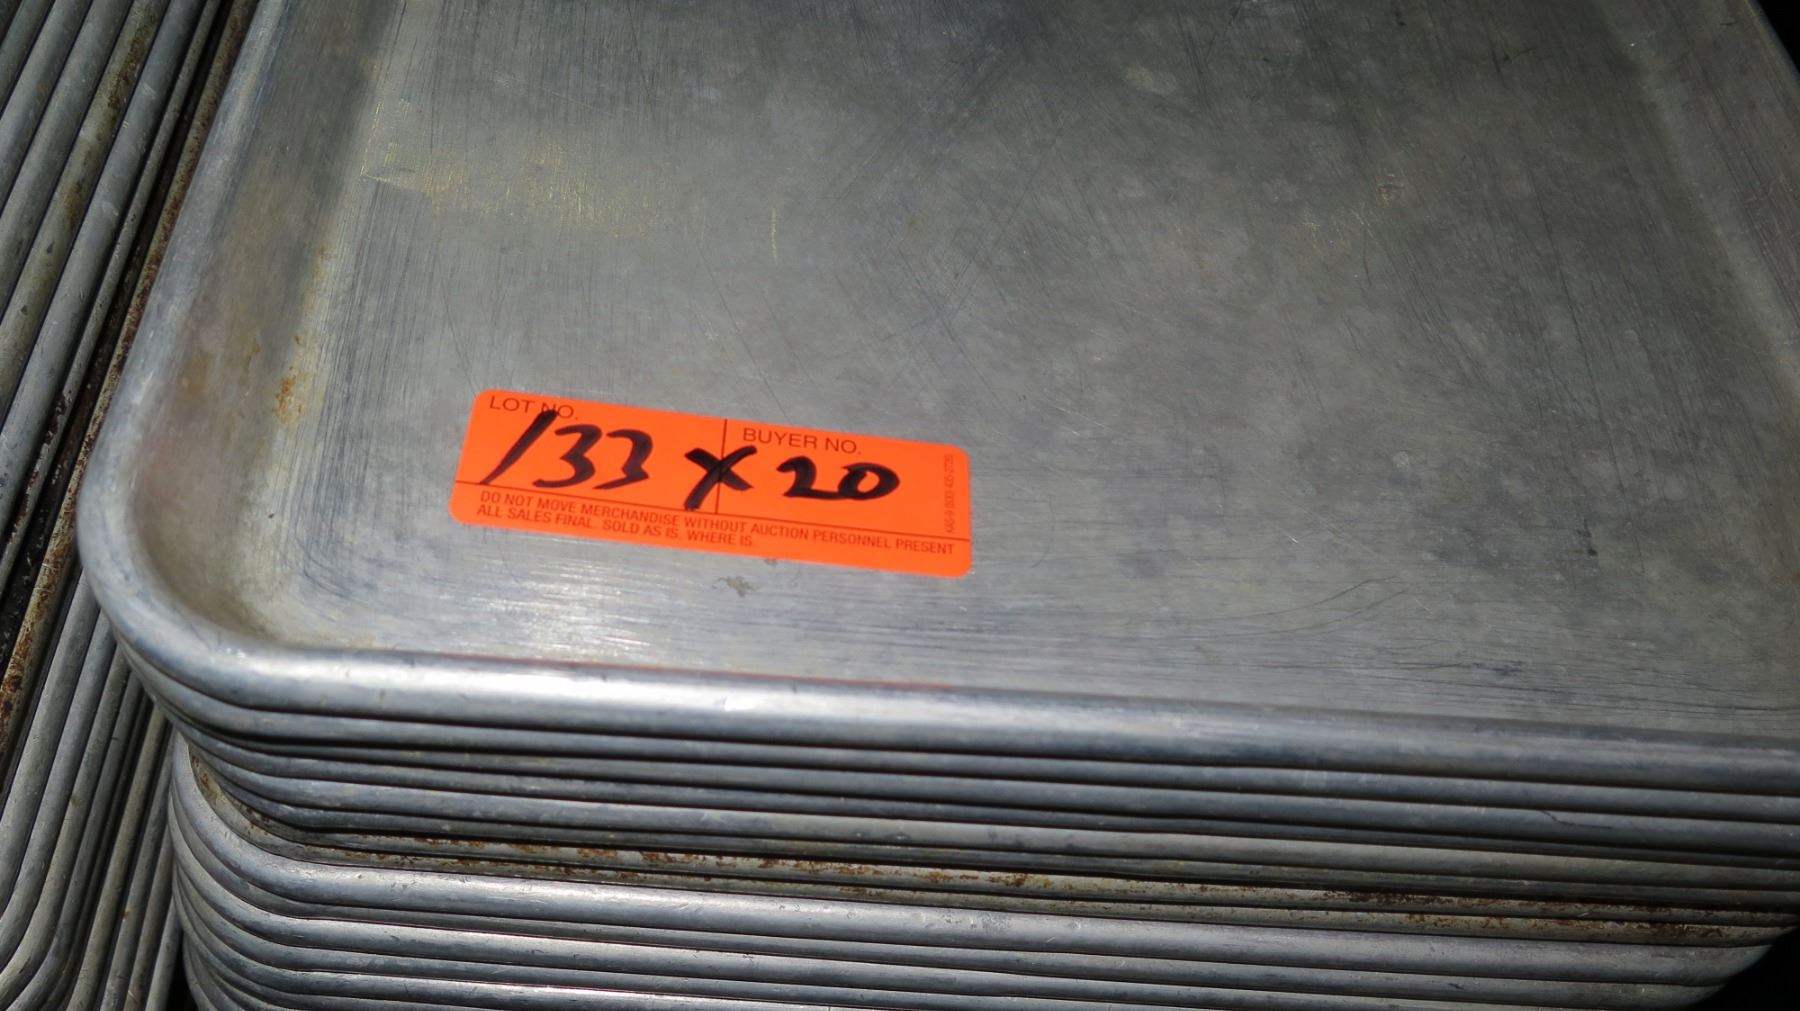 LOT NO.
BUYER NO.
133 x 20
DO NOT MOVE MERCHANDISE WITHOUT AUCTION PERSONNEL PRESENT
ALL SALES FINAL. SOLD AS IS. WHERE IS.